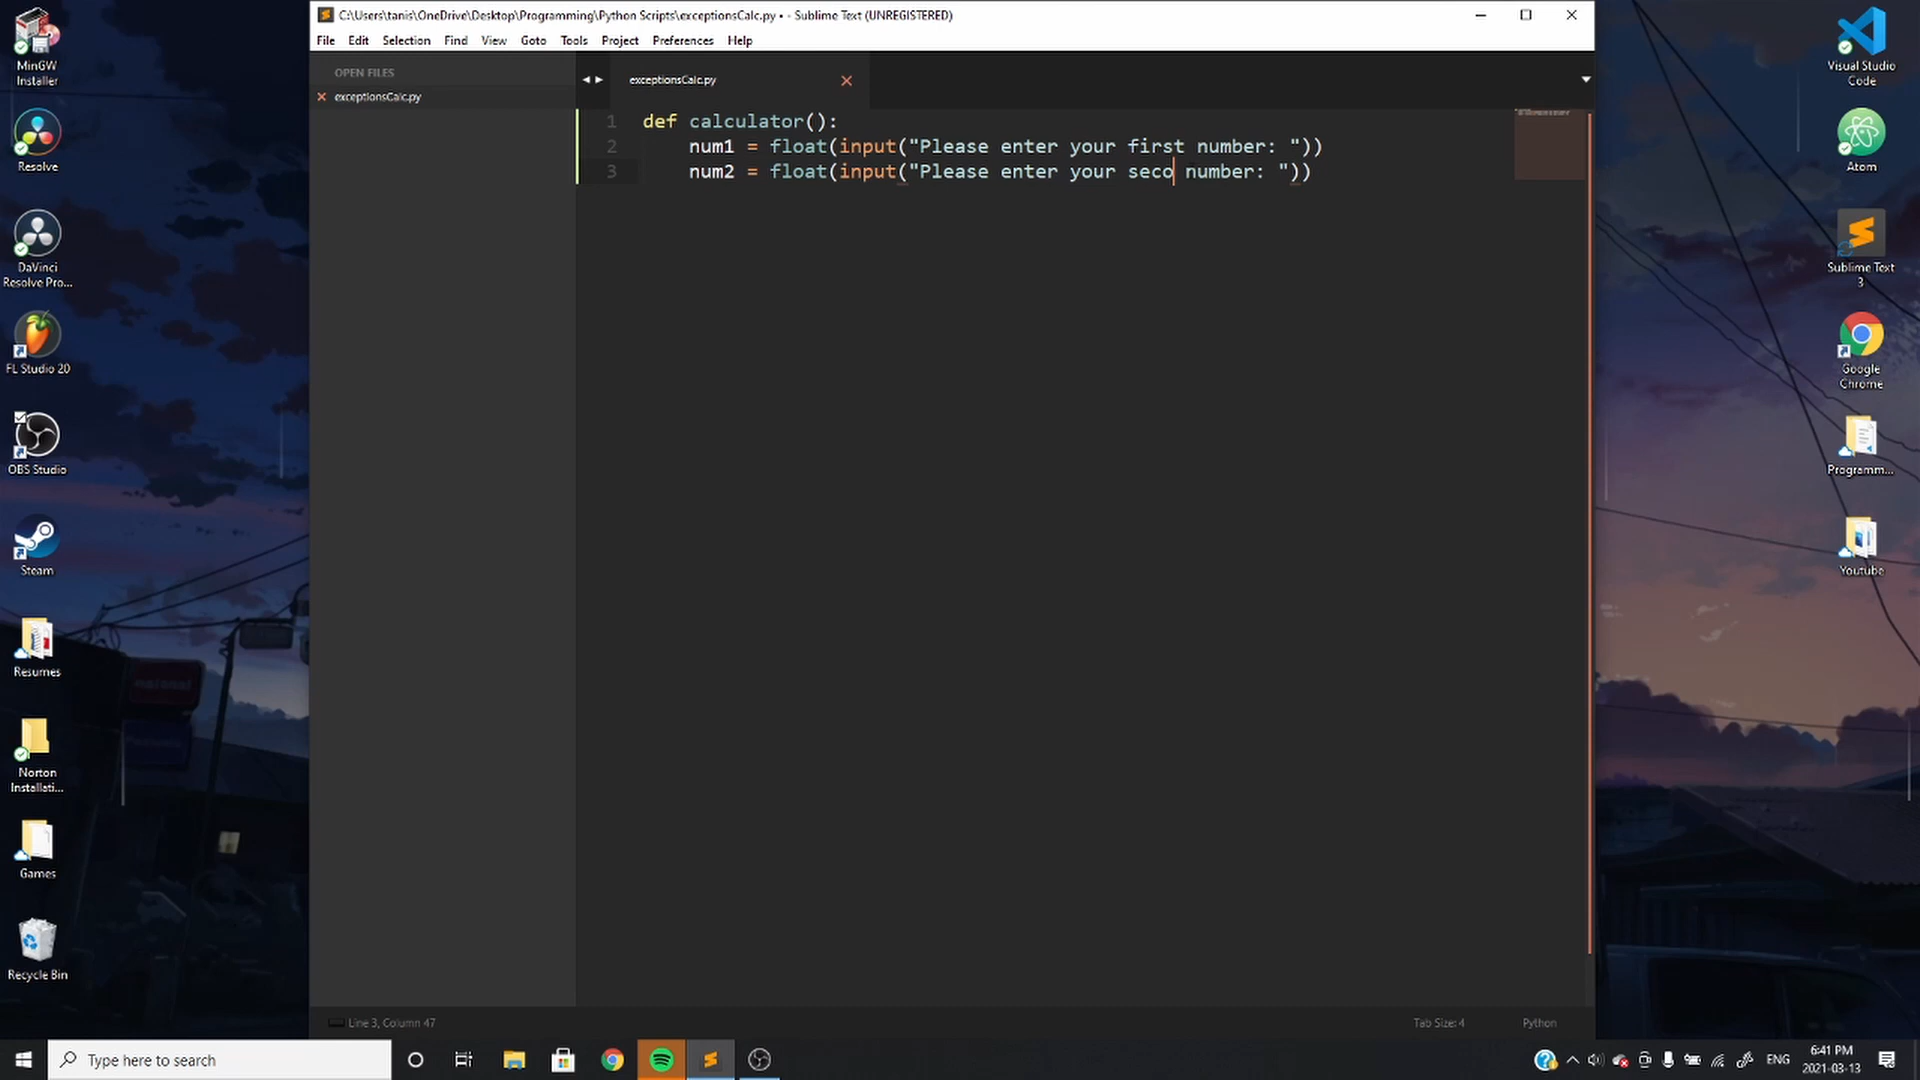 C:\Users\tanis\OneDrive\Desktop\Programming\Python Scripts\exceptionsCalc.py • - Sublime Text (UNREGISTERED)
File Edit Selection Find View Goto Tools Project Preferences Help
OPEN FILES
exceptionsCalc.py
exceptionsCalc.py
1 def calculator():
2 num1 = float(input("Please enter your first number: "))
3 num2 = float(input("Please enter your seco number: "))
Line 3, Column 47
Tab Size: 4
Python
MinGW
Installer
Resolve
DaVinci
Resolve Pro...
FL Studio 20
OBS Studio
Steam
Resumes
Norton
Installati...
Games
Recycle Bin
Visual Studio
Code
Atom
Sublime Text
3
Google
Chrome
Programm...
Youtube
Type here to search
ENG
6:41 PM
2021-03-13